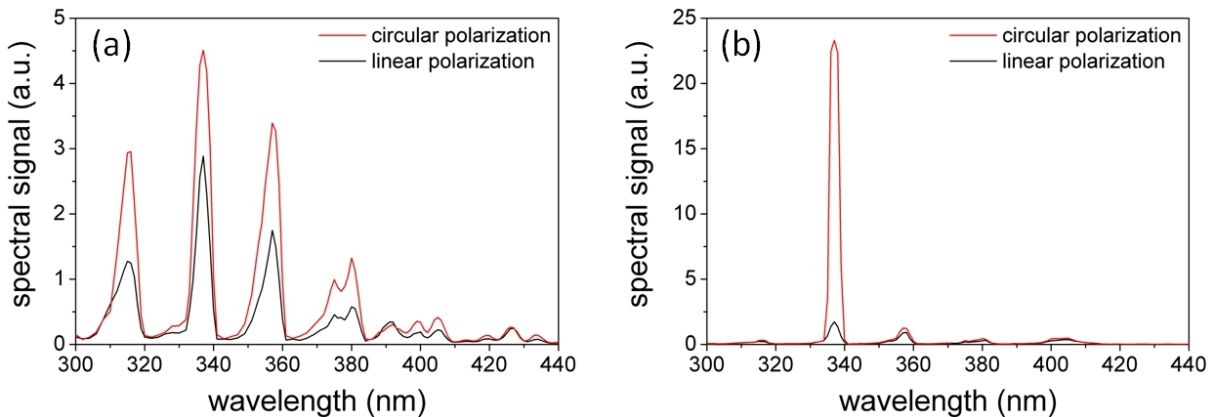 (a)
circular polarization
linear polarization
spectral signal (a.u.)
5
4
3
2
1
0
300 320 340 360 380 400 420 440
wavelength (nm)
(b)
circular polarization
linear polarization
spectral signal (a.u.)
25
20
15
10
5
0
300 320 340 360 380 400 420 440
wavelength (nm)